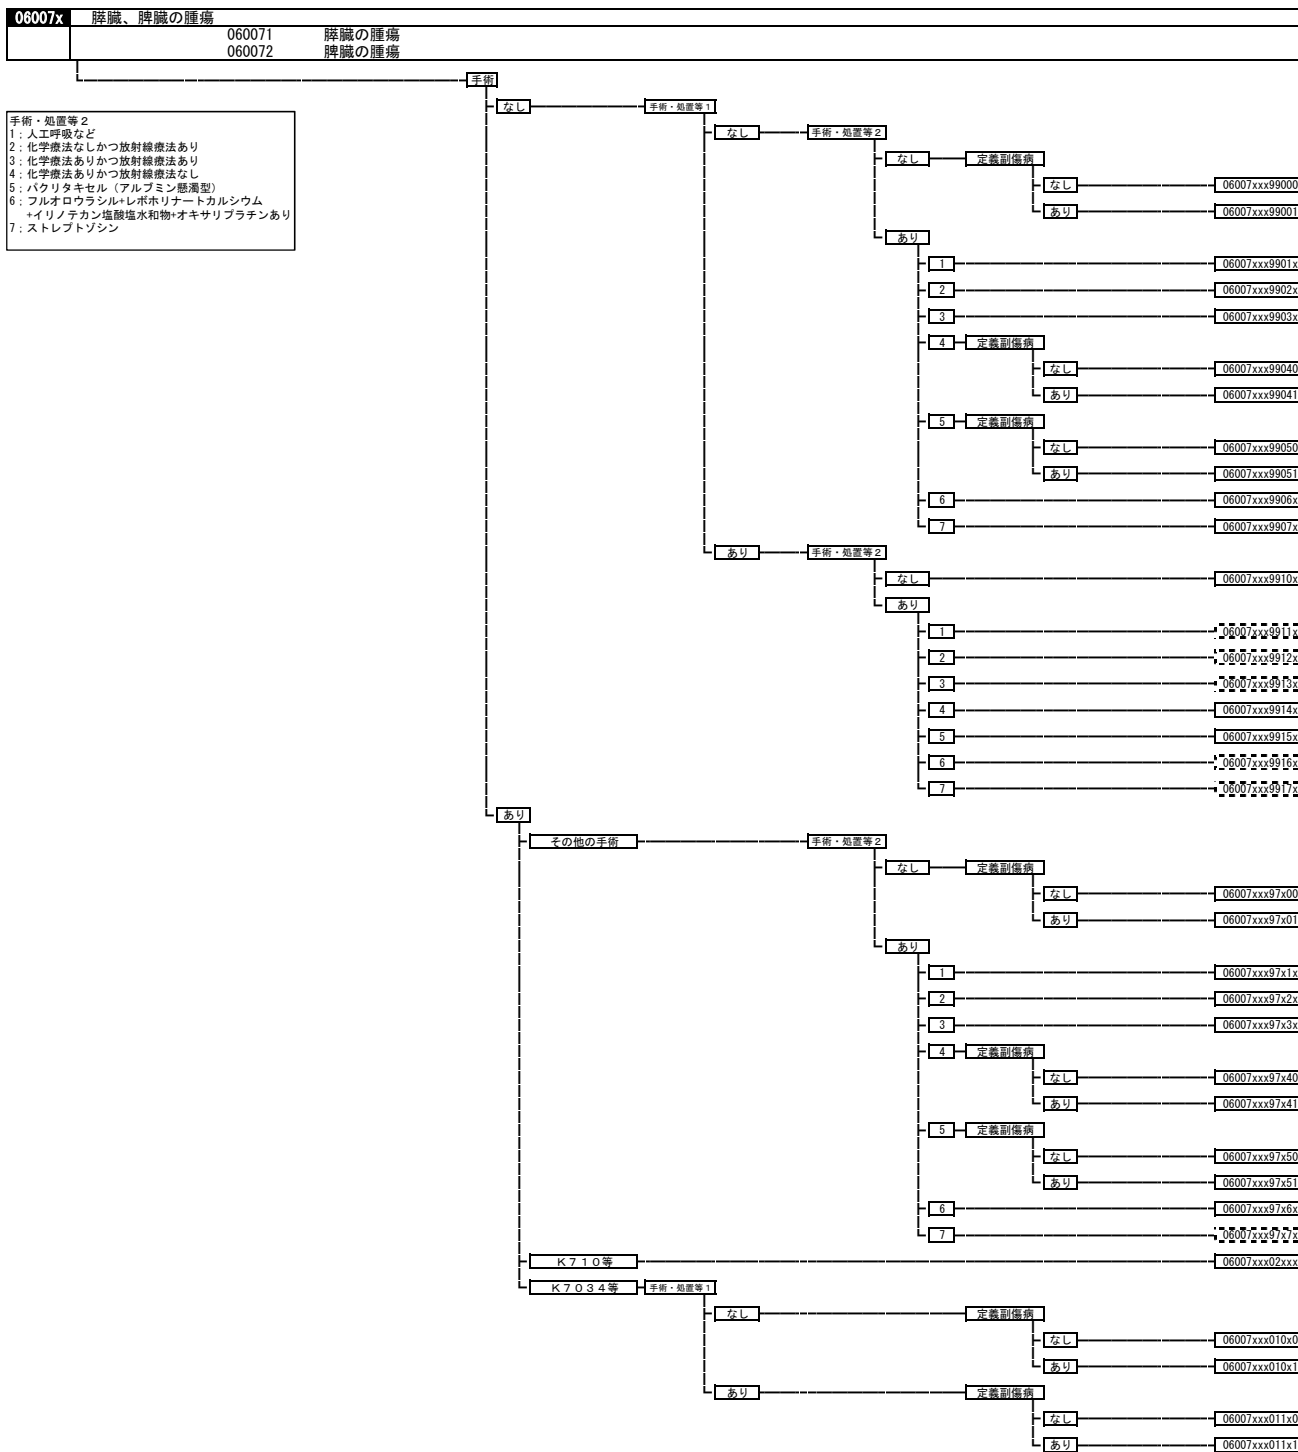 06007x 膵臓、脾臓の腫瘍
060071 膵臓の腫瘍
060072 脾臓の腫瘍
手術
なし 手術・処置等1
手術・処置等2
1:人工呼吸など
2:化学療法なしかつ放射線療法あり
3:化学療法ありかつ放射線療法あり
4:化学療法ありかつ放射線療法なし
5:パクリタキセル(アルブミン懸濁型)
6:フルオロウラシル+レボホリナートカルシウム
+イリノテカン塩酸塩水和物+オキサリプラチンあり
7:ストレプトゾシン
なし 手術・処置等2
なし 定義副傷病
なし 06007xxx99000
あり 06007xxx99001
あり
1 06007xxx9901x
2 06007xxx9902x
3 06007xxx9903x
4 定義副傷病
なし 06007xxx99040
あり 06007xxx99041
5 定義副傷病
なし 06007xxx99050
あり 06007xxx99051
6 06007xxx9906x
7 06007xxx9907x
あり 手術・処置等2
なし 06007xxx9910x
あり
1 06007xxx9911x
2 06007xxx9912x
3 06007xxx9913x
4 06007xxx9914x
5 06007xxx9915x
6 06007xxx9916x
7 06007xxx9917x
あり
その他の手術 手術・処置等2
なし 定義副傷病
なし 06007xxx97x00
あり 06007xxx97x01
あり
1 06007xxx97x1x
2 06007xxx97x2x
3 06007xxx97x3x
4 定義副傷病
なし 06007xxx97x40
あり 06007xxx97x41
5 定義副傷病
なし 06007xxx97x50
あり 06007xxx97x51
6 06007xxx97x6x
7 06007xxx97x7x
K710等 06007xxx02xxx
K7034等 手術・処置等1
なし 定義副傷病
なし 06007xxx010x0
あり 06007xxx010x1
あり 定義副傷病
なし 06007xxx011x0
あり 06007xxx011x1